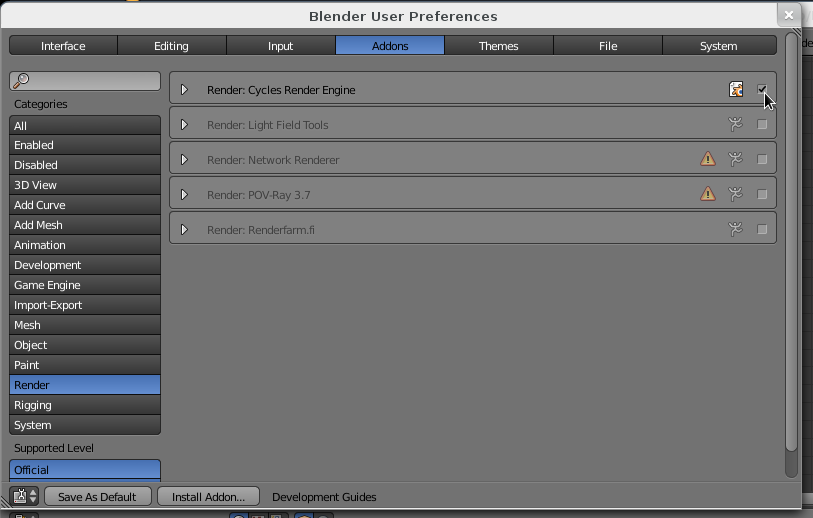 Blender User Preferences
Interface Editing Input Addons Themes File System
Categories
All
Enabled
Disabled
3D View
Add Curve
Add Mesh
Animation
Development
Game Engine
Import-Export
Mesh
Object
Paint
Render
Rigging
System
Supported Level
Official
Render: Cycles Render Engine
Render: Light Field Tools
Render: Network Renderer
Render: POV-Ray 3.7
Render: Renderfarm.fi
Save As Default Install Addon... Development Guides